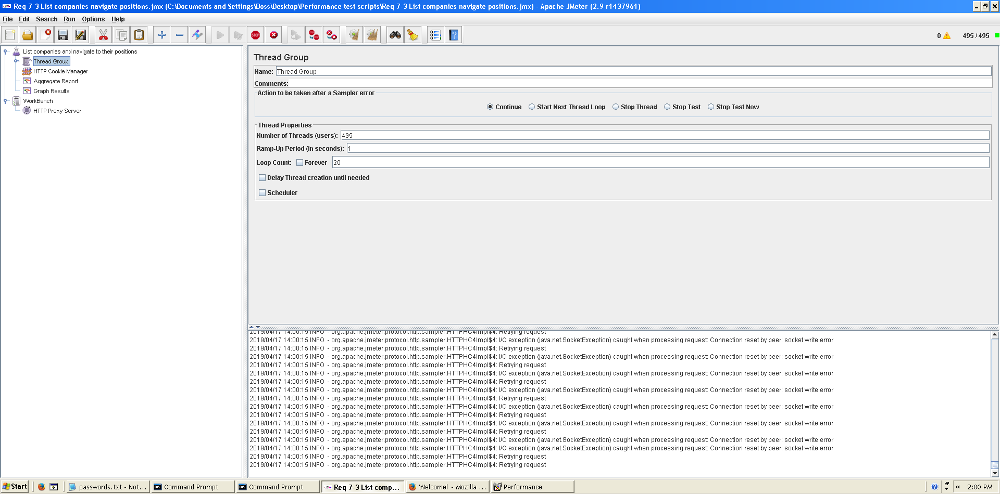 Req 7-3 List companies navigate positions.jmx (C:\Documents and Settings\Boss\Desktop\Performance test scripts\Req 7-3 List companies navigate positions.jmx) - Apache JMeter (2.9 r1437961)
File Edit Search Run Options Help
STOP
STOP
0 495 / 495
List companies and navigate to their positions
Thread Group
HTTP Cookie Manager
Aggregate Report
Graph Results
WorkBench
HTTP Proxy Server
Thread Group
Name: Thread Group
Comments:
Action to be taken after a Sampler error
Continue Start Next Thread Loop Stop Thread Stop Test Stop Test Now
Thread Properties
Number of Threads (users): 495
Ramp-Up Period (in seconds): 1
Loop Count: Forever 20
Delay Thread creation until needed
Scheduler
2019/04/17 14:00:15 INFO - org.apache.jmeter.protocol.http.sampler.HTTPHC4Impl$4: Retrying request
2019/04/17 14:00:15 INFO - org.apache.jmeter.protocol.http.sampler.HTTPHC4Impl$4: I/O exception (java.net.SocketException) caught when processing request: Connection reset by peer: socket write error
2019/04/17 14:00:15 INFO - org.apache.jmeter.protocol.http.sampler.HTTPHC4Impl$4: Retrying request
2019/04/17 14:00:15 INFO - org.apache.jmeter.protocol.http.sampler.HTTPHC4Impl$4: I/O exception (java.net.SocketException) caught when processing request: Connection reset by peer: socket write error
2019/04/17 14:00:15 INFO - org.apache.jmeter.protocol.http.sampler.HTTPHC4Impl$4: Retrying request
2019/04/17 14:00:15 INFO - org.apache.jmeter.protocol.http.sampler.HTTPHC4Impl$4: I/O exception (java.net.SocketException) caught when processing request: Connection reset by peer: socket write error
2019/04/17 14:00:15 INFO - org.apache.jmeter.protocol.http.sampler.HTTPHC4Impl$4: Retrying request
2019/04/17 14:00:15 INFO - org.apache.jmeter.protocol.http.sampler.HTTPHC4Impl$4: I/O exception (java.net.SocketException) caught when processing request: Connection reset by peer: socket write error
2019/04/17 14:00:15 INFO - org.apache.jmeter.protocol.http.sampler.HTTPHC4Impl$4: Retrying request
2019/04/17 14:00:15 INFO - org.apache.jmeter.protocol.http.sampler.HTTPHC4Impl$4: I/O exception (java.net.SocketException) caught when processing request: Connection reset by peer: socket write error
2019/04/17 14:00:15 INFO - org.apache.jmeter.protocol.http.sampler.HTTPHC4Impl$4: Retrying request
2019/04/17 14:00:15 INFO - org.apache.jmeter.protocol.http.sampler.HTTPHC4Impl$4: I/O exception (java.net.SocketException) caught when processing request: Connection reset by peer: socket write error
2019/04/17 14:00:15 INFO - org.apache.jmeter.protocol.http.sampler.HTTPHC4Impl$4: Retrying request
2019/04/17 14:00:15 INFO - org.apache.jmeter.protocol.http.sampler.HTTPHC4Impl$4: I/O exception (java.net.SocketException) caught when processing request: Connection reset by peer: socket write error
2019/04/17 14:00:15 INFO - org.apache.jmeter.protocol.http.sampler.HTTPHC4Impl$4: I/O exception (java.net.SocketException) caught when processing request: Connection reset by peer: socket write error
2019/04/17 14:00:15 INFO - org.apache.jmeter.protocol.http.sampler.HTTPHC4Impl$4: Retrying request
2019/04/17 14:00:15 INFO - org.apache.jmeter.protocol.http.sampler.HTTPHC4Impl$4: Retrying request
Start passwords.txt - Not... Command Prompt Command Prompt Req 7-3 List comp... Welcome! - Mozilla ... Performance 2:00 PM